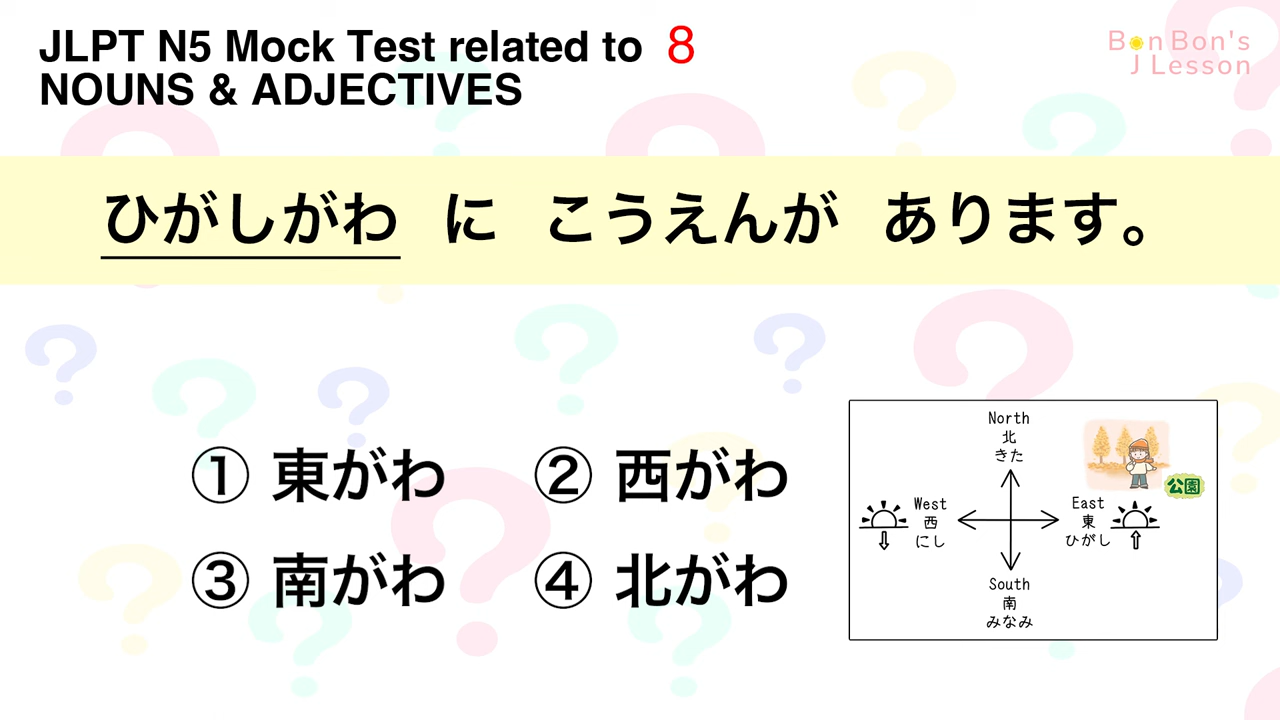 JLPT N5 Mock Test related to 8
NOUNS & ADJECTIVES
BonBon's
J Lesson
ひがしがわ に こうえんが あります。
① 東がわ ② 西がわ
③ 南がわ ④ 北がわ
North
北
きた
公園
West
西
にし
East
東
ひがし
South
南
みなみ